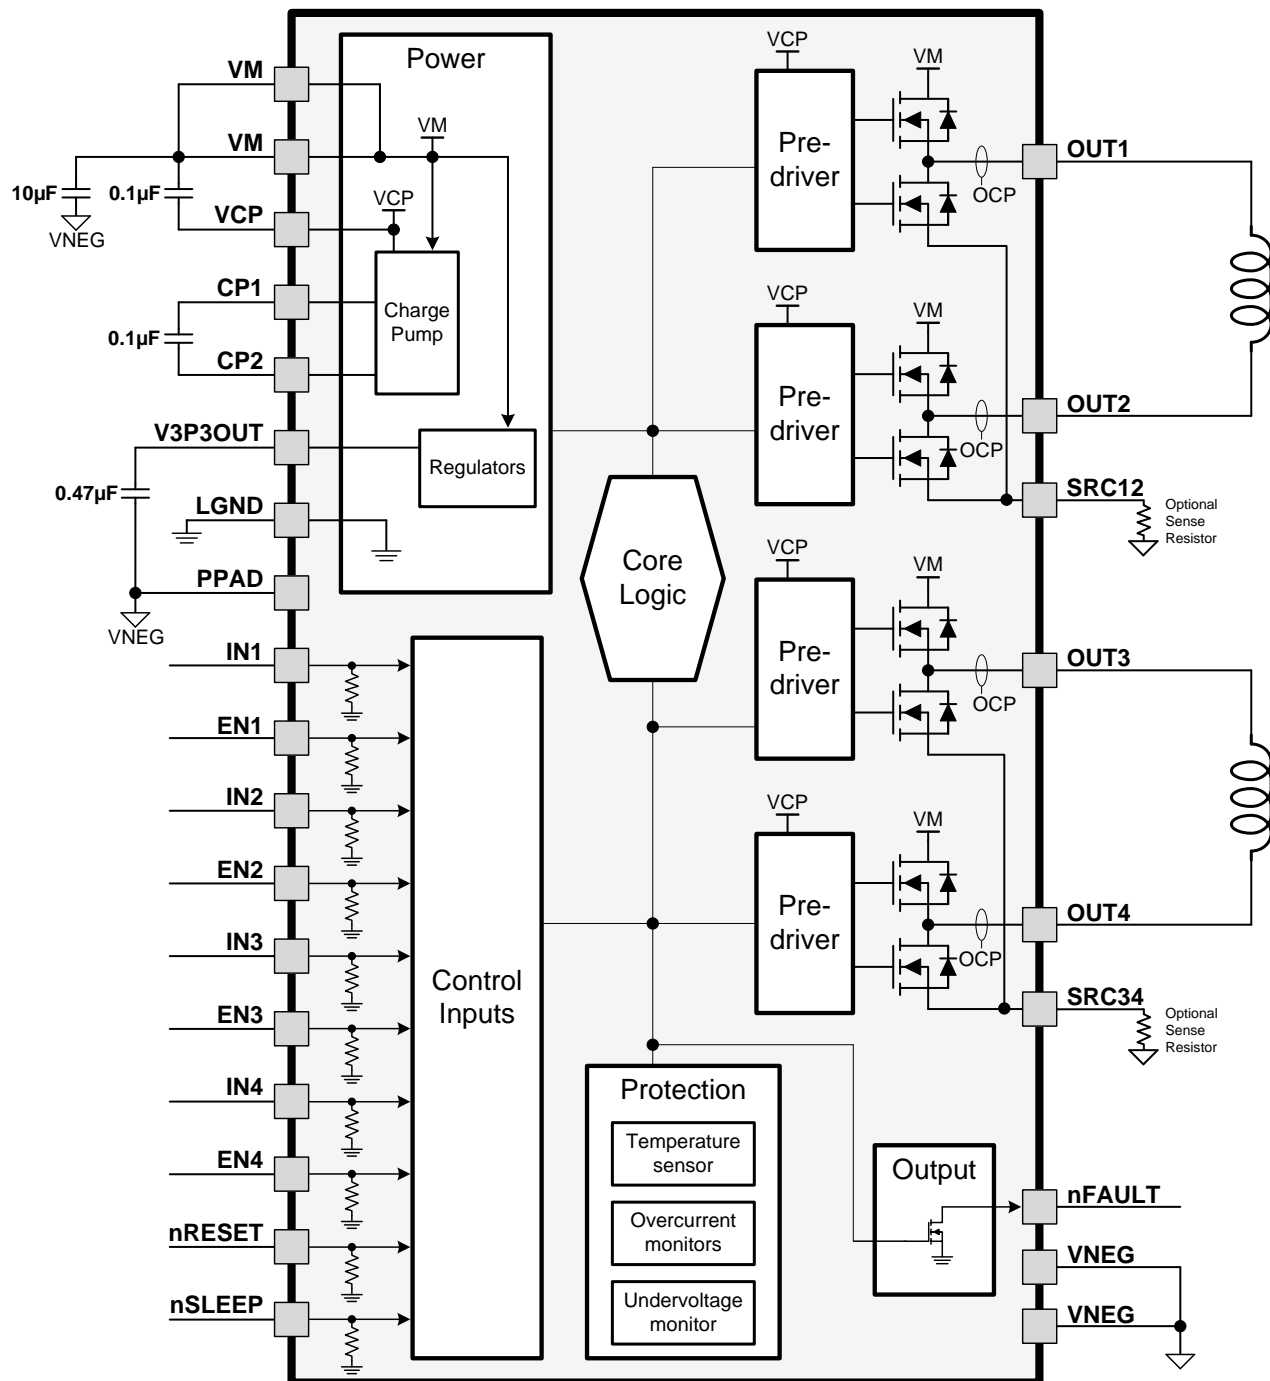 Power
VM
VM
VM
10µF
0.1µF
VNEG
VCP
VCP
CP1
0.1µF
CP2
Charge
Pump
V3P3OUT
Regulators
0.47µF
LGND
PPAD
VNEG
IN1
EN1
IN2
EN2
IN3
EN3
IN4
EN4
nRESET
nSLEEP
Control
Inputs
Core
Logic
VCP
Pre-
driver
VM
OCP
OUT1
VCP
Pre-
driver
VM
OCP
OUT2
SRC12
Optional
Sense
Resistor
VCP
Pre-
driver
VM
OCP
OUT3
VCP
Pre-
driver
VM
OCP
OUT4
SRC34
Optional
Sense
Resistor
Protection
Temperature
sensor
Overcurrent
monitors
Undervoltage
monitor
Output
nFAULT
VNEG
VNEG